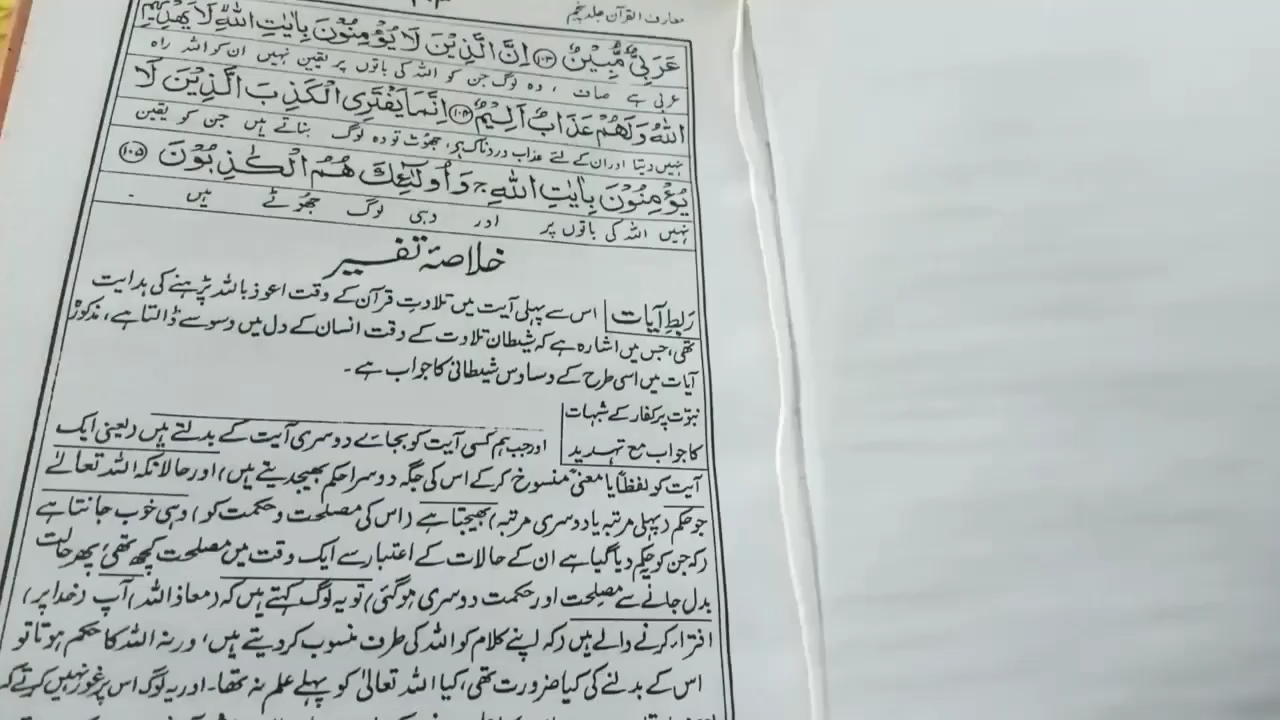 معارف القرآن جلد پنجم
عَرَبِیٌّ مُّبِیْنٌ ﴿۱۰۳﴾ اِنَّ الَّذِیْنَ لَا یُؤْمِنُوْنَ بِاٰیٰتِ اللّٰہِ لَا یَھْدِیْھِمُ
عربی ہے صاف ، وہ لوگ جن کو اللہ کی باتوں پر یقین نہیں ان کو اللہ راہ
اللّٰہُ وَلَھُمْ عَذَابٌ اَلِیْمٌ ﴿۱۰۴﴾ اِنَّمَا یَفْتَرِی الْکَذِبَ الَّذِیْنَ لَا
نہیں دیتا اور ان کے لئے عذاب دردناک ہے، جھوٹ تو وہ لوگ بناتے ہیں جن کو یقین
یُؤْمِنُوْنَ بِاٰیٰتِ اللّٰہِ ۚ وَاُولٰٓئِکَ ھُمُ الْکٰذِبُوْنَ ﴿۱۰۵﴾
نہیں اللہ کی باتوں پر اور وہی لوگ جھوٹے ہیں ۔
خلاصۂ تفسیر
ربطِ آیات اس سے پہلی آیت میں تلاوتِ قرآن کے وقت اعوذ باللہ پڑھنے کی ہدایت
تھی، جس میں اشارہ ہے کہ شیطان تلاوت کے وقت انسان کے دل میں وسوسے ڈالتا ہے، مذکورہ
آیات میں اسی طرح کے وساوس شیطانی کا جواب ہے ۔
نبوّت پر کفار کے شبہات
کا جواب مع تہدید اور جب ہم کسی آیت کو بجائے دوسری آیت کے بدلتے ہیں (یعنی ایک
آیت کو لفظاً یا معنیً منسوخ کر کے اس کی جگہ دوسرا حکم بھیج دیتے ہیں) اور حالانکہ اللہ تعالےٰ
جو حکم (پہلی مرتبہ یا دوسری مرتبہ) بھیجتا ہے (اس کی مصلحت و حکمت کو) وہی خوب جانتا ہے
(کہ جن کو یہ حکم دیا گیا ہے ان کے حالات کے اعتبار سے ایک وقت میں مصلحت کچھ تھی، پھر حالت
بدل جانے سے مصلحت اور حکمت دوسری ہو گئی) تو یہ لوگ کہتے ہیں کہ (معاذ اللہ) آپ (خدا پر)
افترار کرنے والے ہیں (کہ اپنے کلام کو اللہ کی طرف منسوب کر دیتے ہیں، ورنہ اللہ کا حکم ہوتا تو
اس کے بدلنے کی کیا ضرورت تھی، کیا اللہ تعالیٰ کو پہلے علم نہ تھا۔ اور یہ لوگ اس پر غور نہیں کرتے کہ